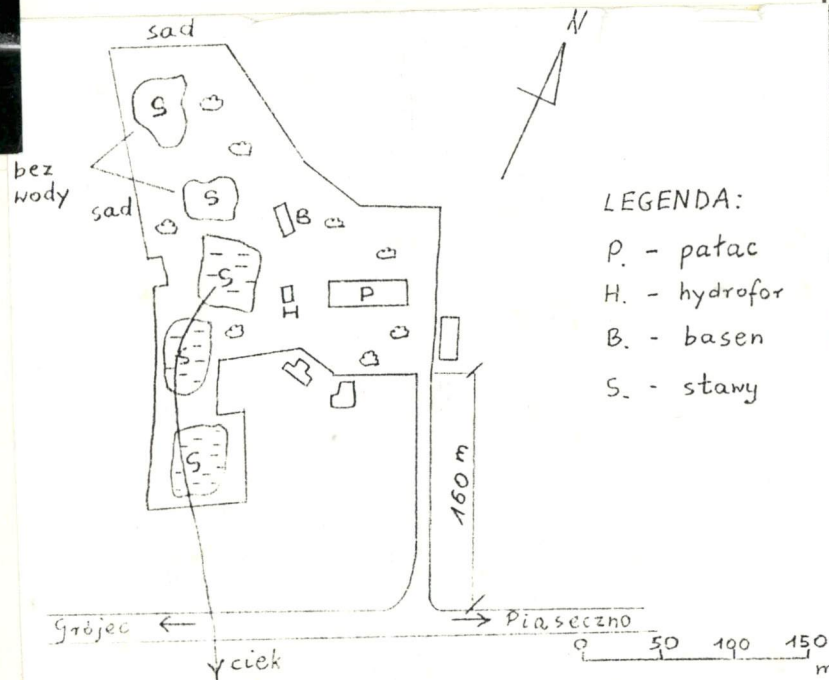 sad
N
S
bez
wody
S
sad
B
LEGENDA:
P. - pałac
S
H
P
H. - hydrofor
B. - basen
S
S. - stawy
S
160 m
Grójec
Piaseczno
ciek
0 50 100 150
m